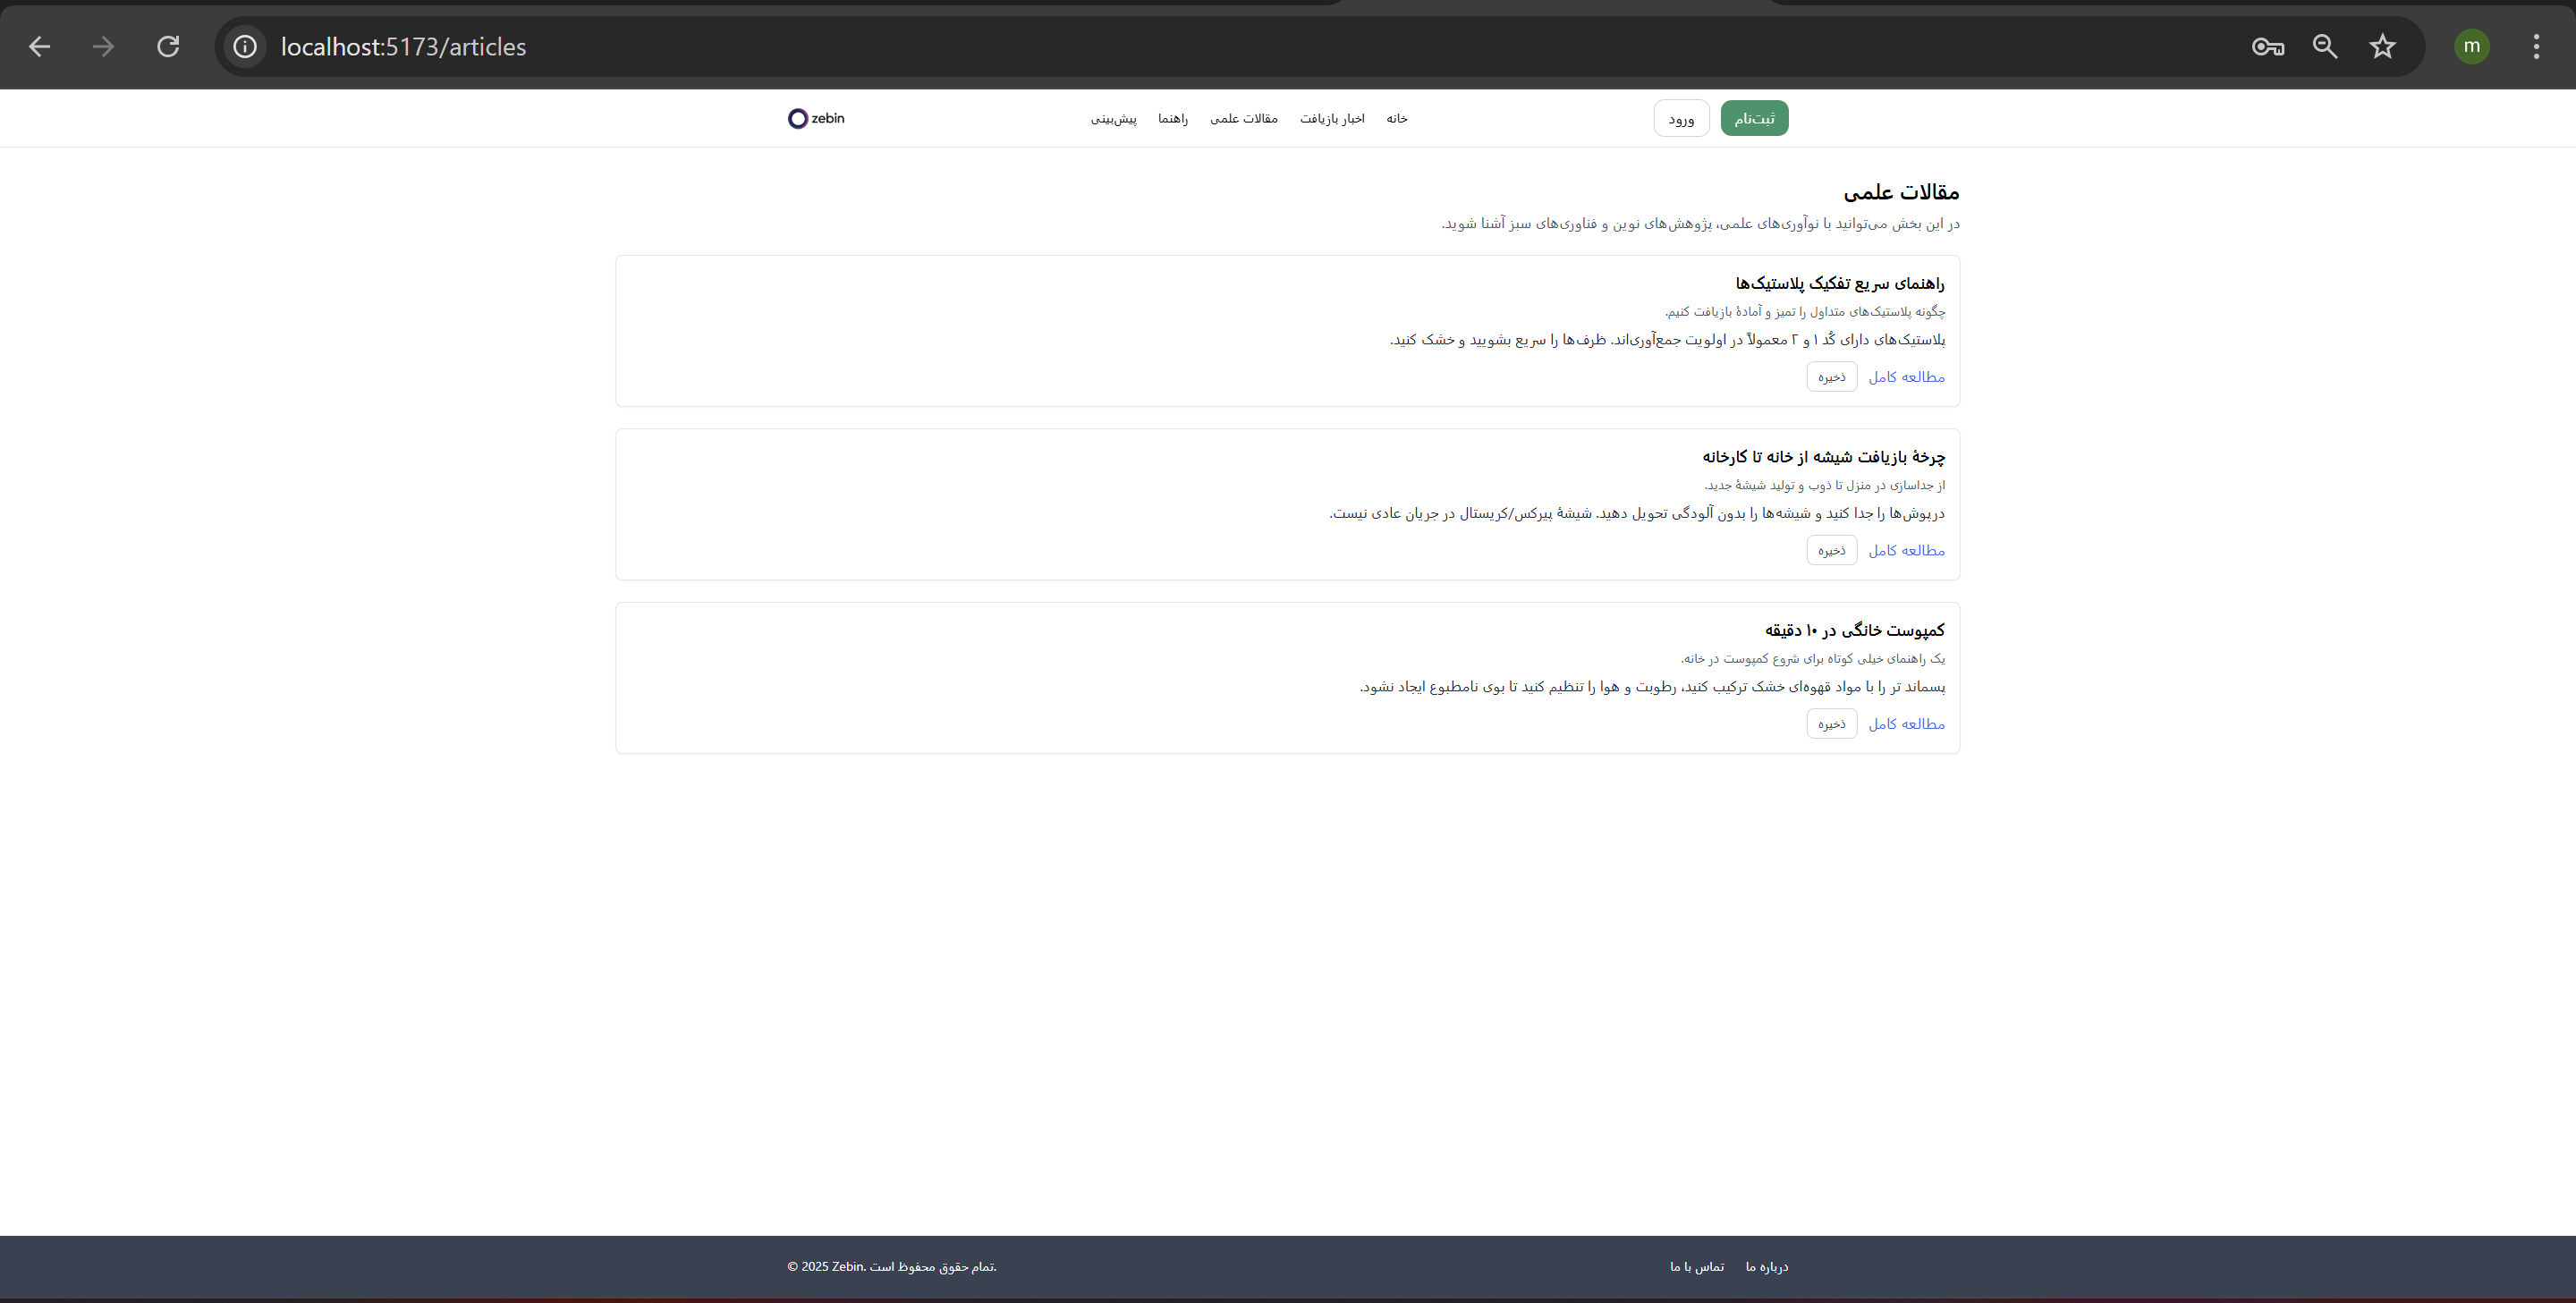 localhost:5173/articles
m
zebin
خانه
اخبار بازیافت
مقالات علمی
راهنما
پیش‌بینی
ورود
ثبت‌نام
مقالات علمی
در این بخش می‌توانید با نوآوری‌های علمی، پژوهش‌های نوین و فناوری‌های سبز آشنا شوید.
راهنمای سریع تفکیک پلاستیک‌ها
چگونه پلاستیک‌های متداول را تمیز و آمادهٔ بازیافت کنیم.
پلاستیک‌های دارای کُد ۱ و ۲ معمولاً در اولویت جمع‌آوری‌اند. ظرف‌ها را سریع بشویید و خشک کنید.
مطالعه کامل
ذخیره
چرخهٔ بازیافت شیشه از خانه تا کارخانه
از جداسازی در منزل تا ذوب و تولید شیشهٔ جدید.
درپوش‌ها را جدا کنید و شیشه‌ها را بدون آلودگی تحویل دهید. شیشهٔ پیرکس/کریستال در جریان عادی نیست.
مطالعه کامل
ذخیره
کمپوست خانگی در ۱۰ دقیقه
یک راهنمای خیلی کوتاه برای شروع کمپوست در خانه.
پسماند تر را با مواد قهوه‌ای خشک ترکیب کنید، رطوبت و هوا را تنظیم کنید تا بوی نامطبوع ایجاد نشود.
مطالعه کامل
ذخیره
درباره ما
تماس با ما
© 2025 Zebin. تمام حقوق محفوظ است.